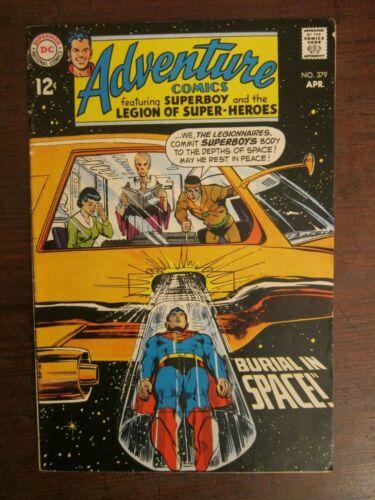 SUPERMAN
DC
NATIONAL COMICS
12¢
Adventure
COMICS
featuring SUPERBOY and the
LEGION OF SUPER-HEROES
APPROVED
BY THE
COMICS
CODE
AUTHORITY
NO. 379
APR.
...WE, THE LEGIONNAIRES,
COMMIT SUPERBOY'S BODY
TO THE DEPTHS OF SPACE!
MAY HE REST IN PEACE!
BURIAL IN
SPACE!